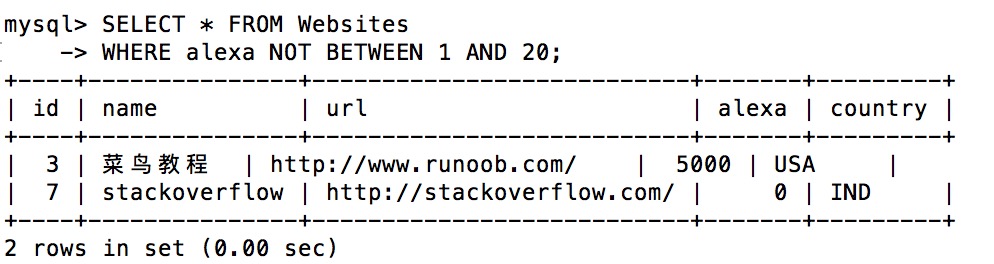 mysql> SELECT * FROM Websites
    -> WHERE alexa NOT BETWEEN 1 AND 20;
+----+---------------+---------------------------+-------+---------+
| id | name          | url                       | alexa | country |
+----+---------------+---------------------------+-------+---------+
|  3 | 菜鸟教程  | http://www.runoob.com/    |  5000 | USA     |
|  7 | stackoverflow | http://stackoverflow.com/ |     0 | IND     |
+----+---------------+---------------------------+-------+---------+
2 rows in set (0.00 sec)